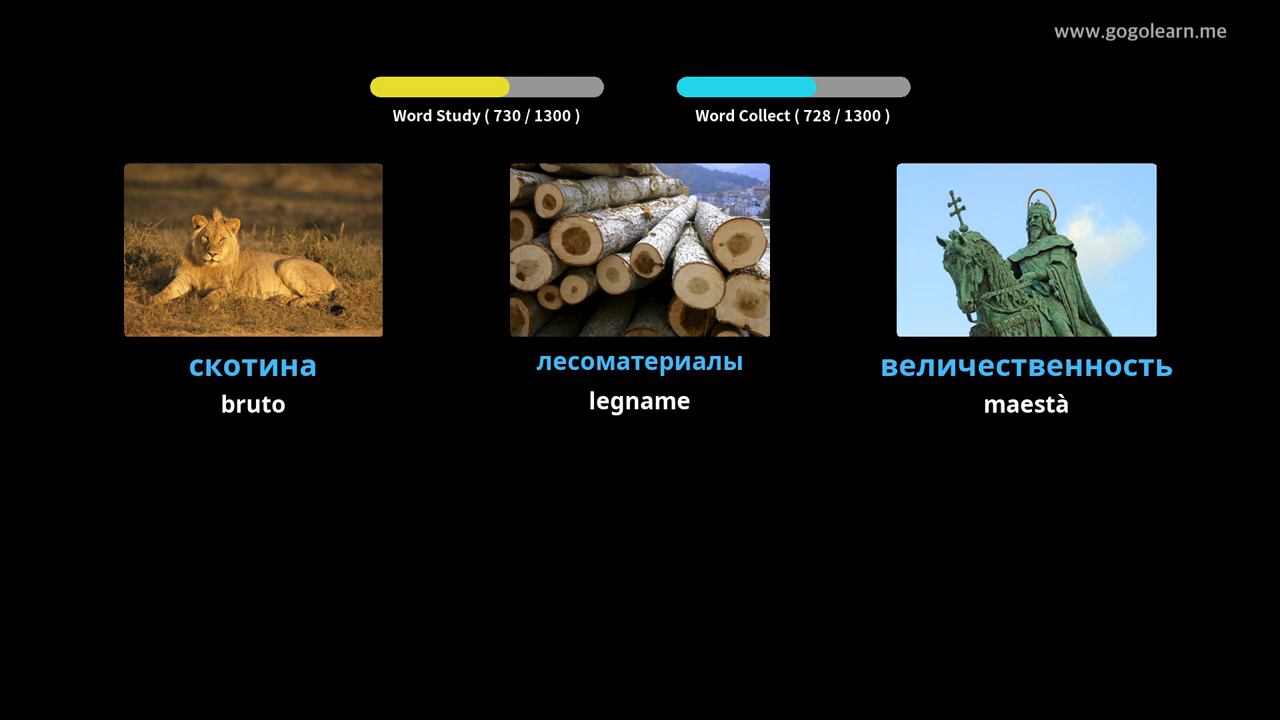 www.gogolearn.me
Word Study ( 730 / 1300 )
Word Collect ( 728 / 1300 )
скотина
bruto
лесоматериалы
legname
величественность
maestà